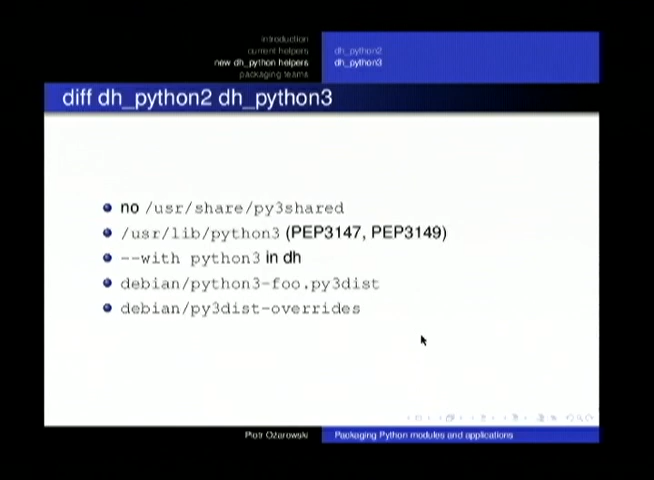 introduction
current helpers
new dh_python helpers
packaging teams
dh_python2
dh_python3
diff dh_python2 dh_python3
no /usr/share/py3shared
/usr/lib/python3 (PEP3147, PEP3149)
--with python3 in dh
debian/python3-foo.py3dist
debian/py3dist-overrides
Piotr Ożarowski
Packaging Python modules and applications